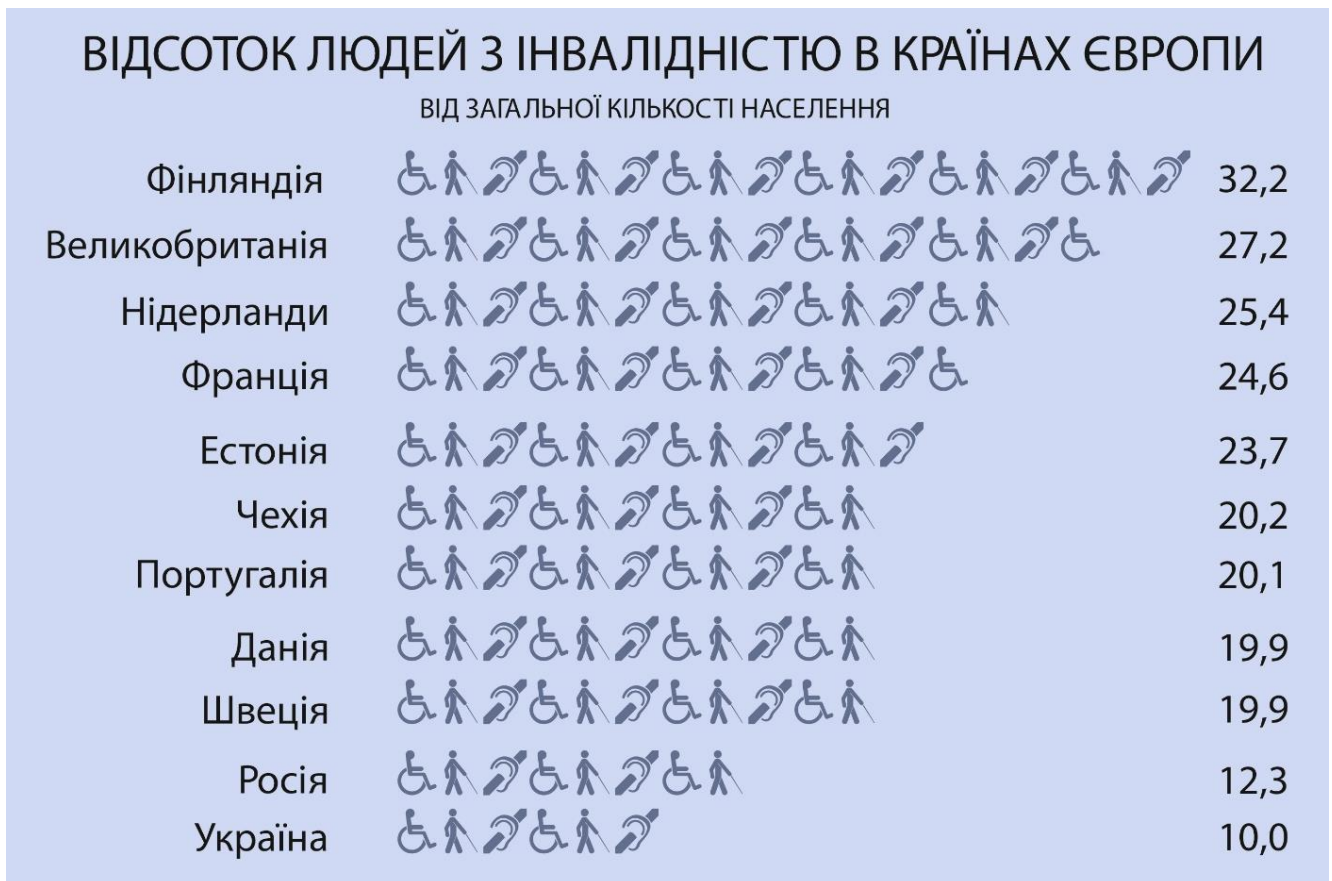 ВІДСОТОК ЛЮДЕЙ З ІНВАЛІДНІСТЮ В КРАЇНАХ ЄВРОПИ
ВІД ЗАГАЛЬНОЇ КІЛЬКОСТІ НАСЕЛЕННЯ
Фінляндія 32,2
Великобританія 27,2
Нідерланди 25,4
Франція 24,6
Естонія 23,7
Чехія 20,2
Португалія 20,1
Данія 19,9
Швеція 19,9
Росія 12,3
Україна 10,0